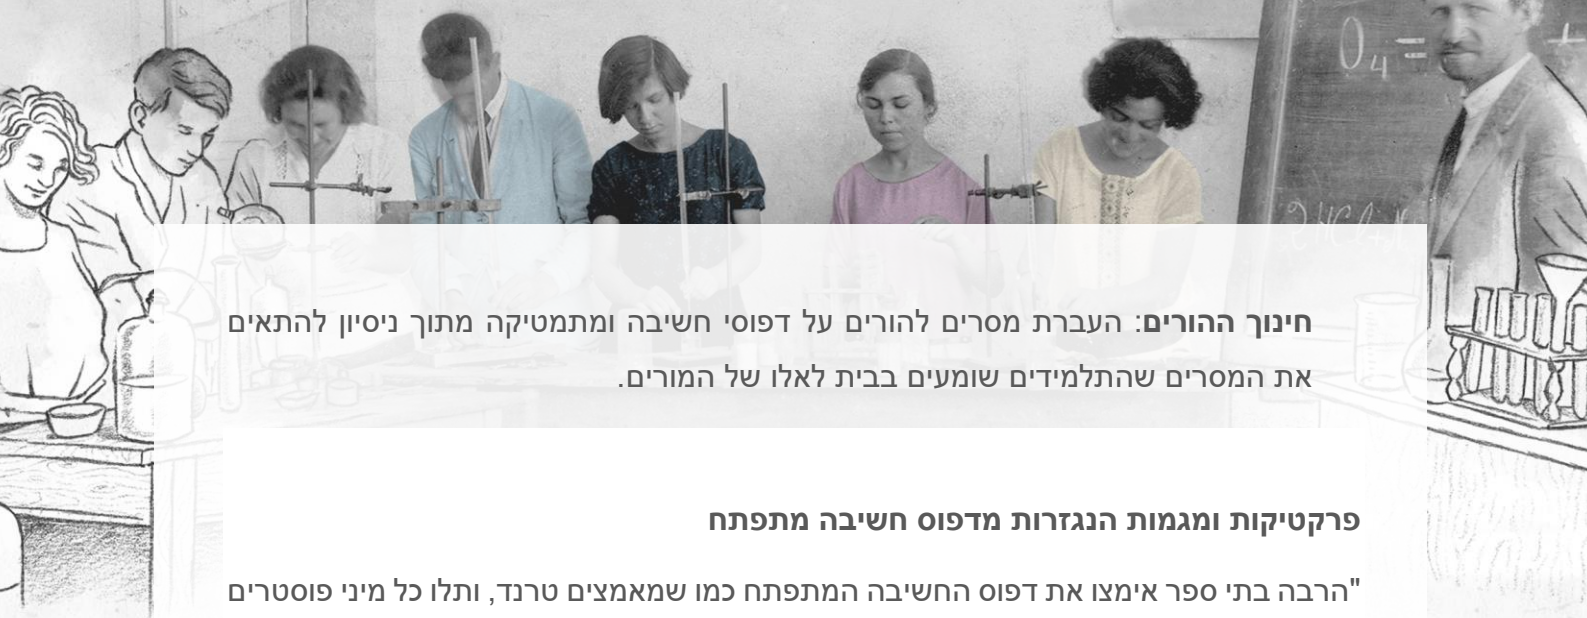 O₄ =
חינוך ההורים: העברת מסרים להורים על דפוסי חשיבה ומתמטיקה מתוך ניסיון להתאים
את המסרים שהתלמידים שומעים בבית לאלו של המורים.
פרקטיקות ומגמות הנגזרות מדפוס חשיבה מתפתח
"הרבה בתי ספר אימצו את דפוס החשיבה המתפתח כמו שמאמצים טרנד, ותלו כל מיני פוסטרים